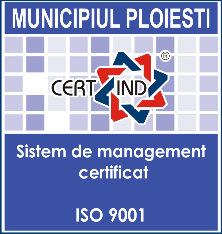 MUNICIPIUL PLOIESTI
CERT IND
®
Sistem de management
certificat
ISO 9001